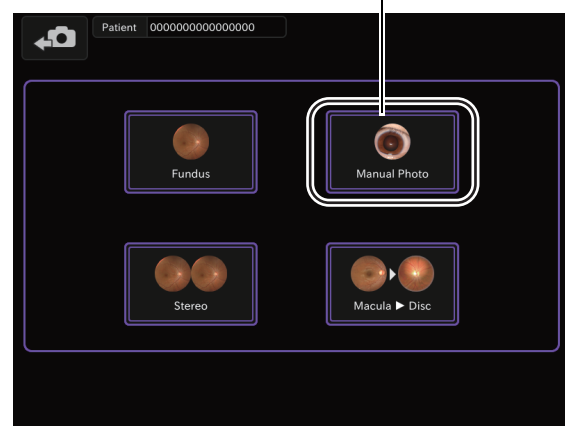 Patient 0000000000000000
Fundus
Manual Photo
Stereo
Macula ▶ Disc